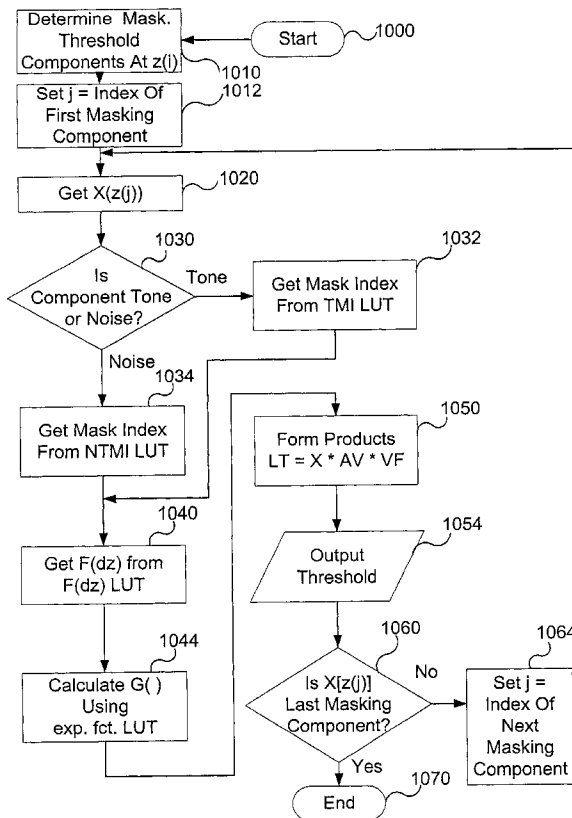 Determine Mask.
Threshold
Components At z(i)
Start
1000
1010
1012
Set j = Index Of
First Masking
Component
Get X(z(j))
1020
1030
Is
Component Tone
or Noise?
Tone
Noise
1032
Get Mask Index
From TMI LUT
1034
Get Mask Index
From NTMI LUT
1040
Get F(dz) from
F(dz) LUT
1044
Calculate G( )
Using
exp. fct. LUT
1050
Form Products
LT = X * AV * VF
1054
Output
Threshold
1060
Is X[z(j)]
Last Masking
Component?
No
Yes
1064
Set j =
Index Of
Next
Masking
Component
End
1070